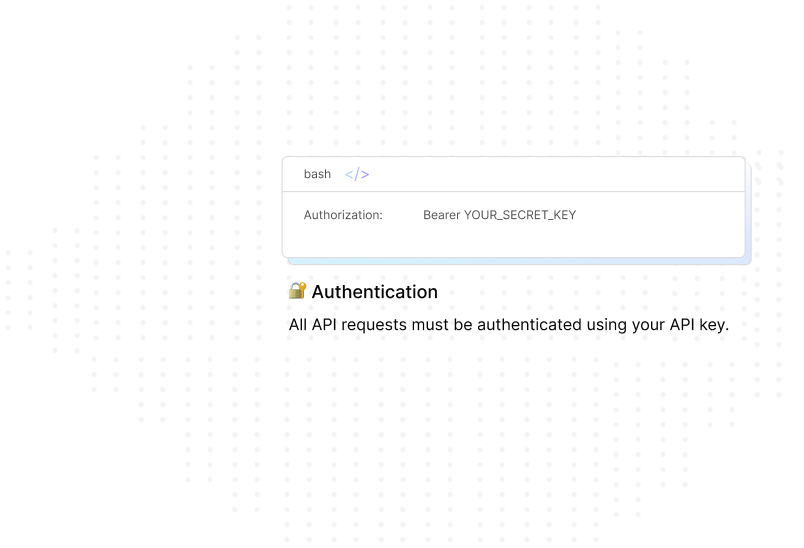 bash </>
Authorization: Bearer YOUR_SECRET_KEY
🔐 Authentication
All API requests must be authenticated using your API key.